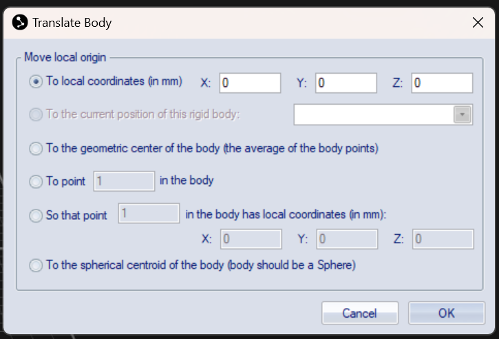 Translate Body
Move local origin
To local coordinates (in mm) X: 0 Y: 0 Z: 0
To the current position of this rigid body:
To the geometric center of the body (the average of the body points)
To point 1 in the body
So that point 1 in the body has local coordinates (in mm):
X: 0 Y: 0 Z: 0
To the spherical centroid of the body (body should be a Sphere)
Cancel OK